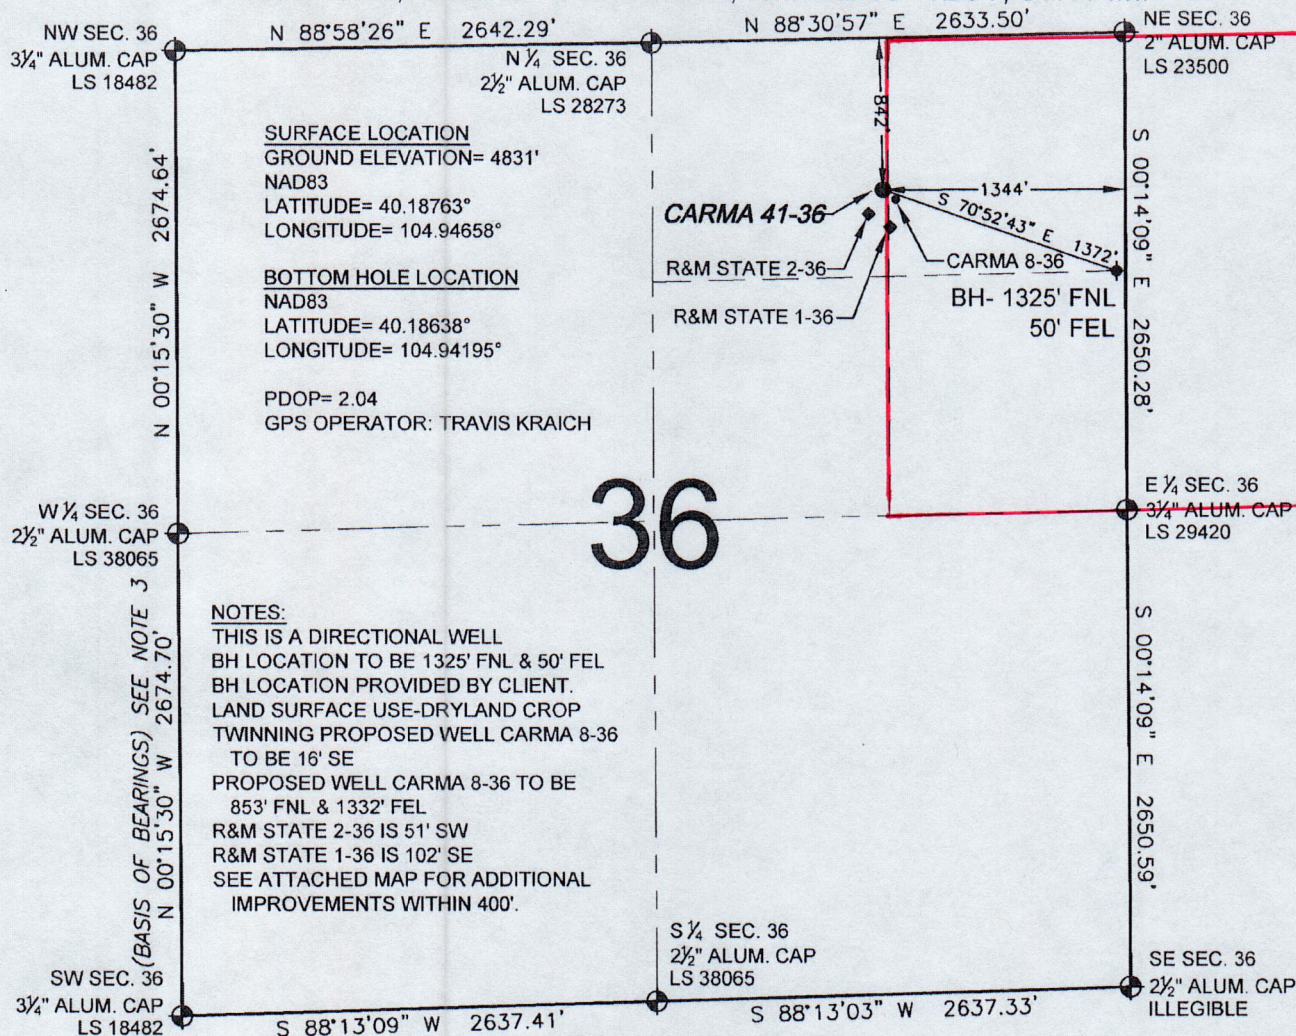 N 88°58'26" E 2642.29'
N 88°30'57" E 2633.50'
NW SEC. 36
3¼" ALUM. CAP
LS 18482
N ¼ SEC. 36
2½" ALUM. CAP
LS 28273
NE SEC. 36
2" ALUM. CAP
LS 23500
SURFACE LOCATION
GROUND ELEVATION= 4831'
NAD83
LATITUDE= 40.18763°
LONGITUDE= 104.94658°
BOTTOM HOLE LOCATION
NAD83
LATITUDE= 40.18638°
LONGITUDE= 104.94195°
PDOP= 2.04
GPS OPERATOR: TRAVIS KRAICH
N 00°15'30" W 2674.64'
842'
1344'
S 70°52'43" E 1372'
CARMA 41-36
R&M STATE 2-36
CARMA 8-36
R&M STATE 1-36
BH- 1325' FNL
50' FEL
S 00°14'09" E 2650.28'
W ¼ SEC. 36
2½" ALUM. CAP
LS 38065
36
E ¼ SEC. 36
3¼" ALUM. CAP
LS 29420
NOTES:
THIS IS A DIRECTIONAL WELL
BH LOCATION TO BE 1325' FNL & 50' FEL
BH LOCATION PROVIDED BY CLIENT.
LAND SURFACE USE-DRYLAND CROP
TWINNING PROPOSED WELL CARMA 8-36
TO BE 16' SE
PROPOSED WELL CARMA 8-36 TO BE
853' FNL & 1332' FEL
R&M STATE 2-36 IS 51' SW
R&M STATE 1-36 IS 102' SE
SEE ATTACHED MAP FOR ADDITIONAL
IMPROVEMENTS WITHIN 400'.
(BASIS OF BEARINGS) SEE NOTE 3
N 00°15'30" W 2674.70'
S 00°14'09" E 2650.59'
SW SEC. 36
3¼" ALUM. CAP
LS 18482
S ¼ SEC. 36
2½" ALUM. CAP
LS 38065
SE SEC. 36
2½" ALUM. CAP
ILLEGIBLE
S 88°13'09" W 2637.41'
S 88°13'03" W 2637.33'